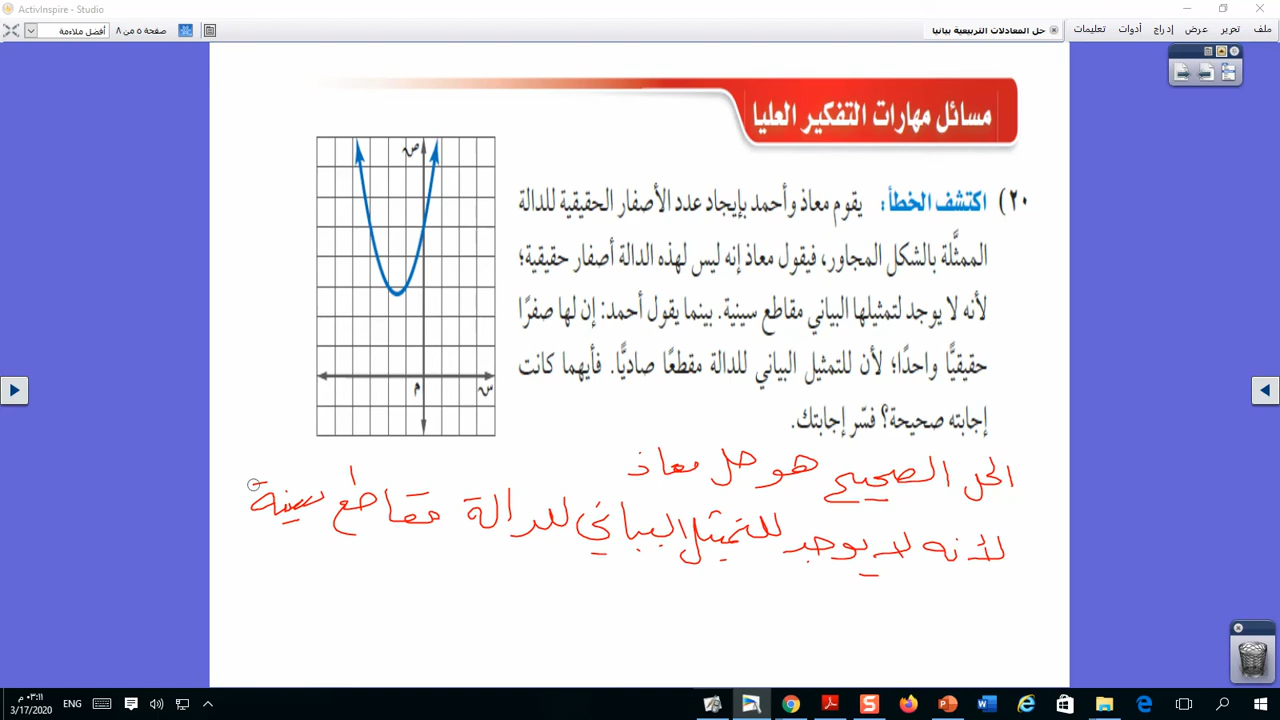 ActivInspire - Studio
ملف تحرير عرض إدراج أدوات تعليمات
حل المعادلات التربيعية بيانيا
صفحة ٥ من ٨
أفضل ملاءمة
مسائل مهارات التفكير العليا
٢٠) اكتشف الخطأ: يقوم معاذ وأحمد بإيجاد عدد الأصفار الحقيقية للدالة
الممثَّلة بالشكل المجاور، فيقول معاذ إنه ليس لهذه الدالة أصفار حقيقية؛
لأنه لا يوجد لتمثيلها البياني مقاطع سينية. بينما يقول أحمد: إن لها صفرًا
حقيقيًّا واحدًا؛ لأن للتمثيل البياني للدالة مقطعًا صاديًّا. فأيهما كانت
إجابته صحيحة؟ فسّر إجابتك.
ص
س
م
الحل الصحيح هو حل معاذ
لأنه لا يوجد للتمثيل البياني للدالة مقاطع سينية
ENG
٠٣:١١ م
3/17/2020